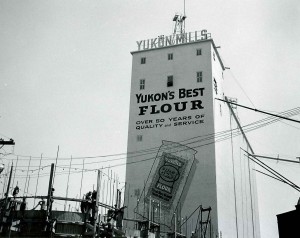 YUKON MILLS
YUKON'S BEST
FLOUR
OVER 50 YEARS OF
QUALITY AND SERVICE